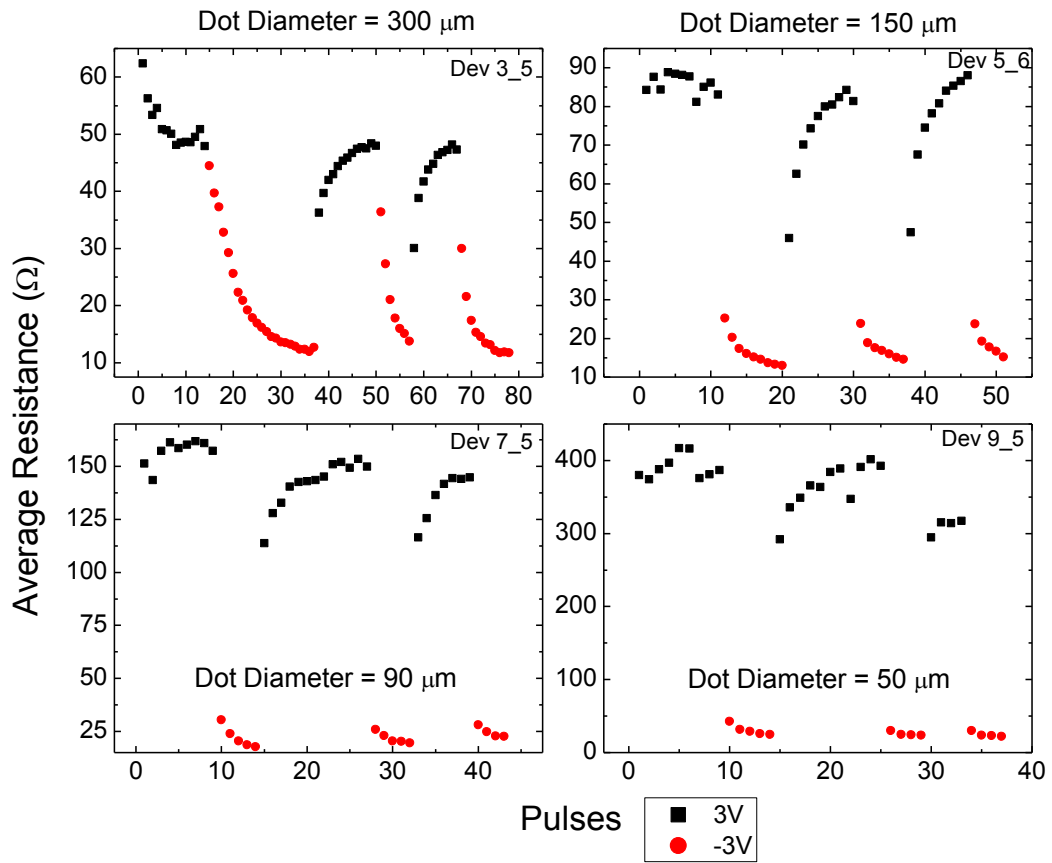 Dot Diameter = 300 μm
Dot Diameter = 150 μm
Dev 3_5
60
50
40
30
20
10
0 10 20 30 40 50 60 70 80
Dev 5_6
90
80
70
60
50
40
30
20
10
0 10 20 30 40 50
Average Resistance (Ω)
Dev 7_5
150
125
100
75
50
25
Dot Diameter = 90 μm
0 10 20 30 40
Dev 9_5
400
300
200
100
0
Dot Diameter = 50 μm
0 10 20 30 40
Pulses
3V
-3V